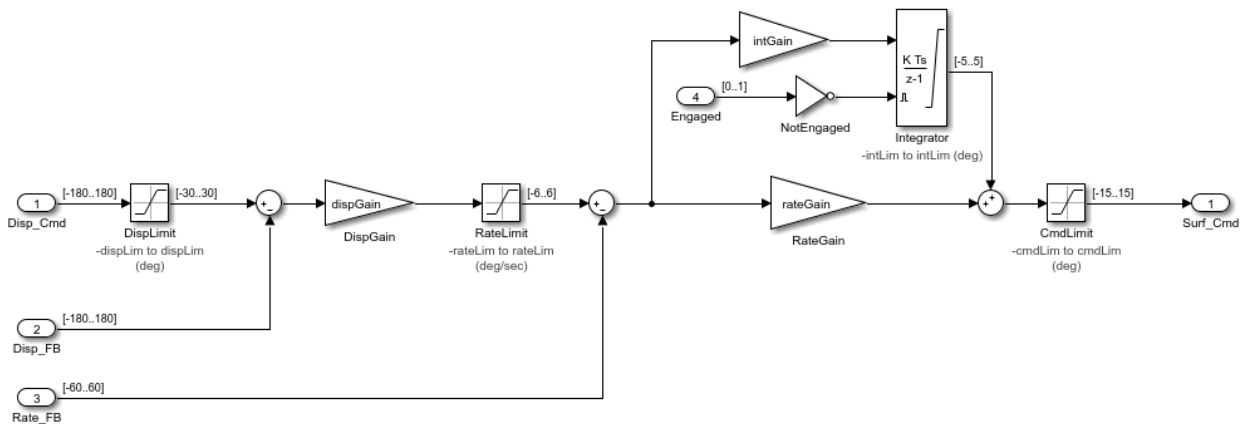 intGain
K Ts
z-1
[-5..5]
Integrator
-intLim to intLim (deg)
4
[0..1]
Engaged
NotEngaged
1
[-180..180]
Disp_Cmd
DispLimit
-dispLim to dispLim
(deg)
[-30..30]
+
−
dispGain
DispGain
RateLimit
-rateLim to rateLim
(deg/sec)
[-6..6]
+
−
rateGain
RateGain
+
+
CmdLimit
-cmdLim to cmdLim
(deg)
[-15..15]
1
Surf_Cmd
2
[-180..180]
Disp_FB
3
[-60..60]
Rate_FB